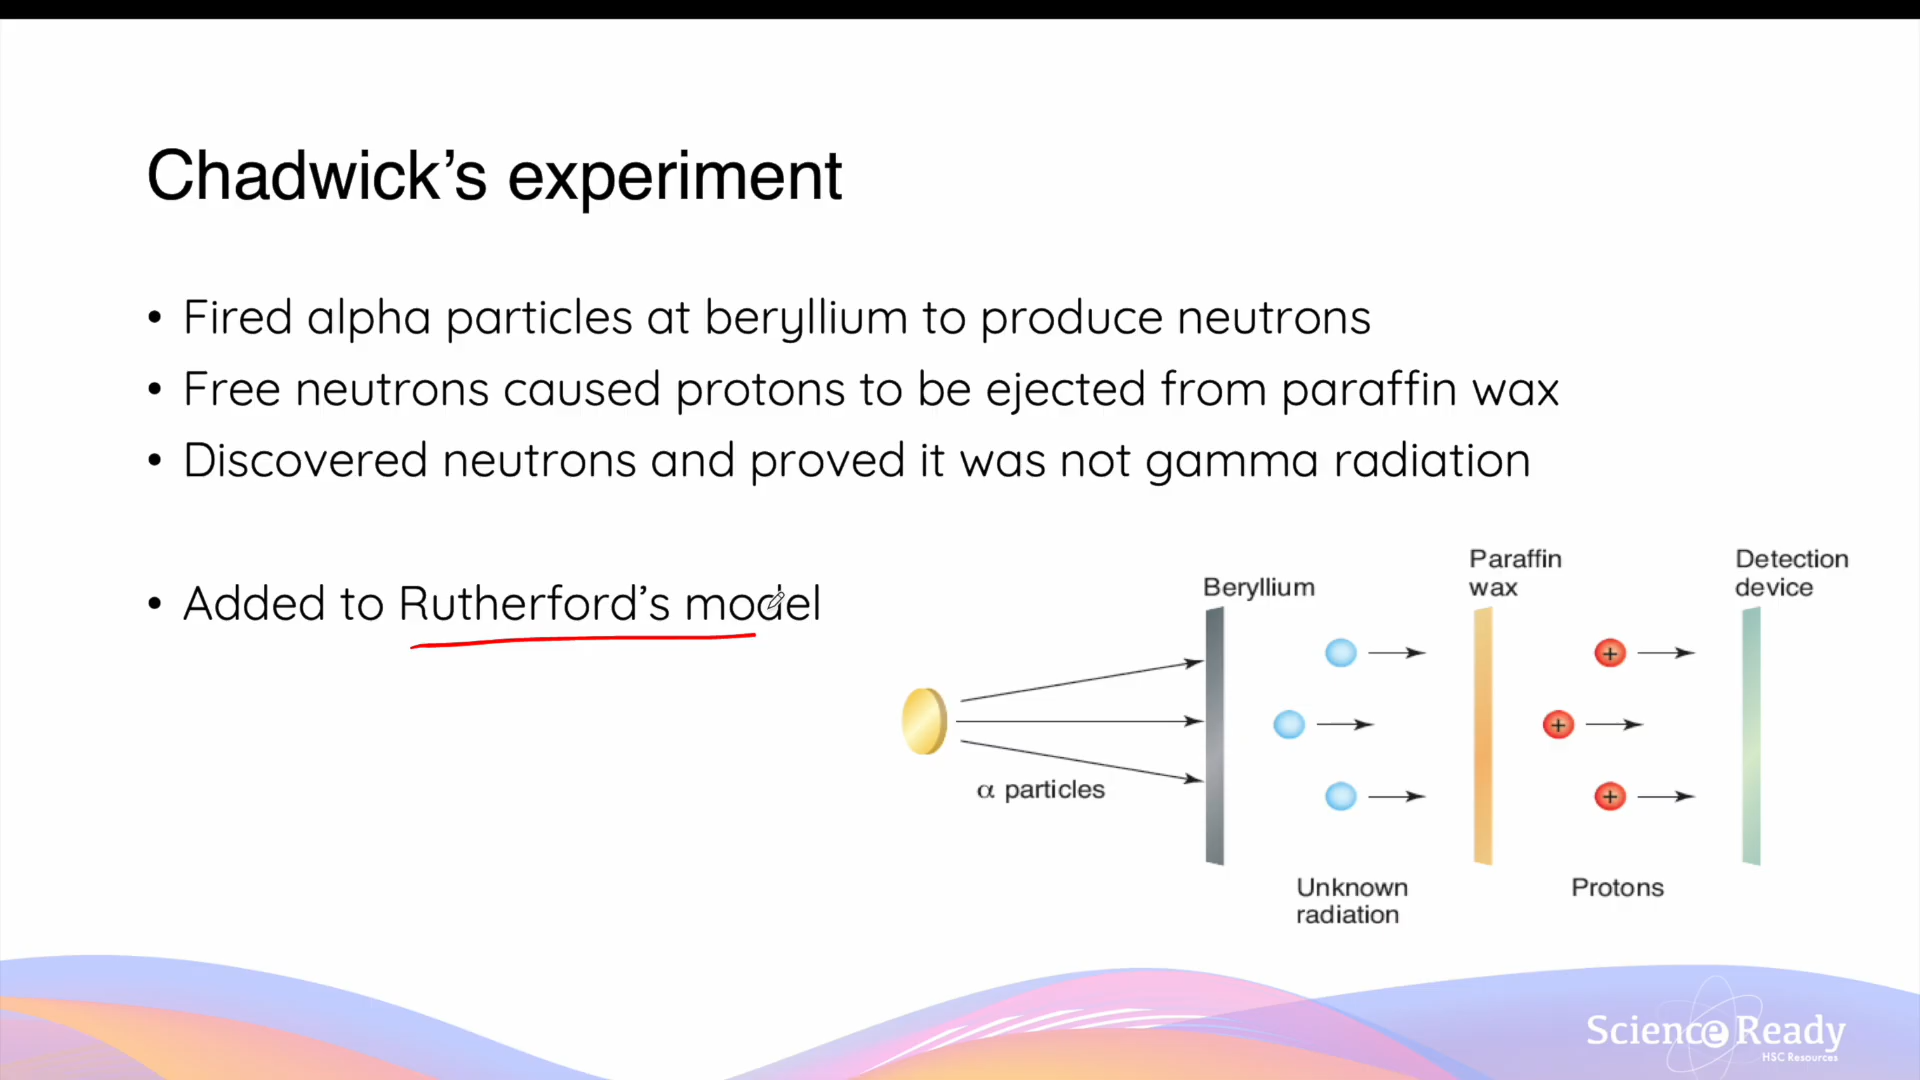 Chadwick’s experiment
• Fired alpha particles at beryllium to produce neutrons
• Free neutrons caused protons to be ejected from paraffin wax
• Discovered neutrons and proved it was not gamma radiation
• Added to Rutherford’s model
Beryllium
Paraffin
wax
Detection
device
+
+
+
α particles
Unknown
radiation
Protons
Science Ready
HSC Resources